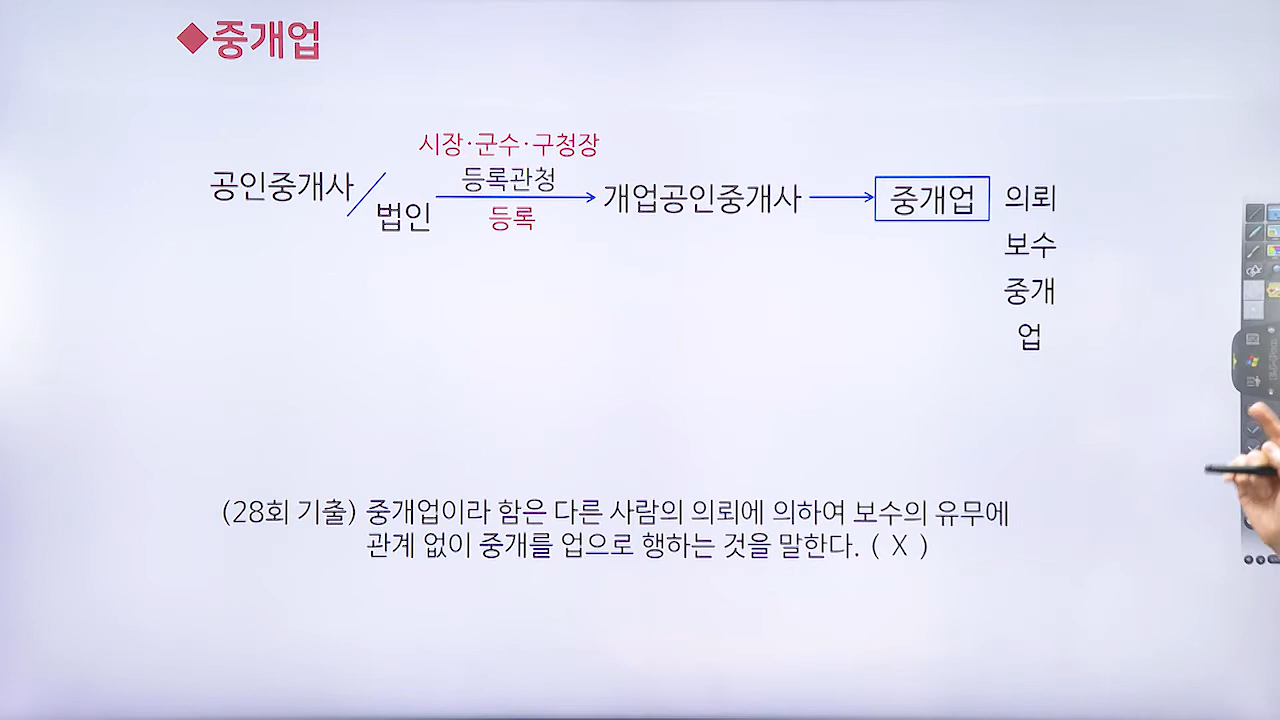 ◆중개업
시장·군수·구청장
공인중개사/법인 등록관청 개업공인중개사 중개업 의뢰
등록
보수
중개
업
(28회 기출) 중개업이라 함은 다른 사람의 의뢰에 의하여 보수의 유무에
관계 없이 중개를 업으로 행하는 것을 말한다. ( X )